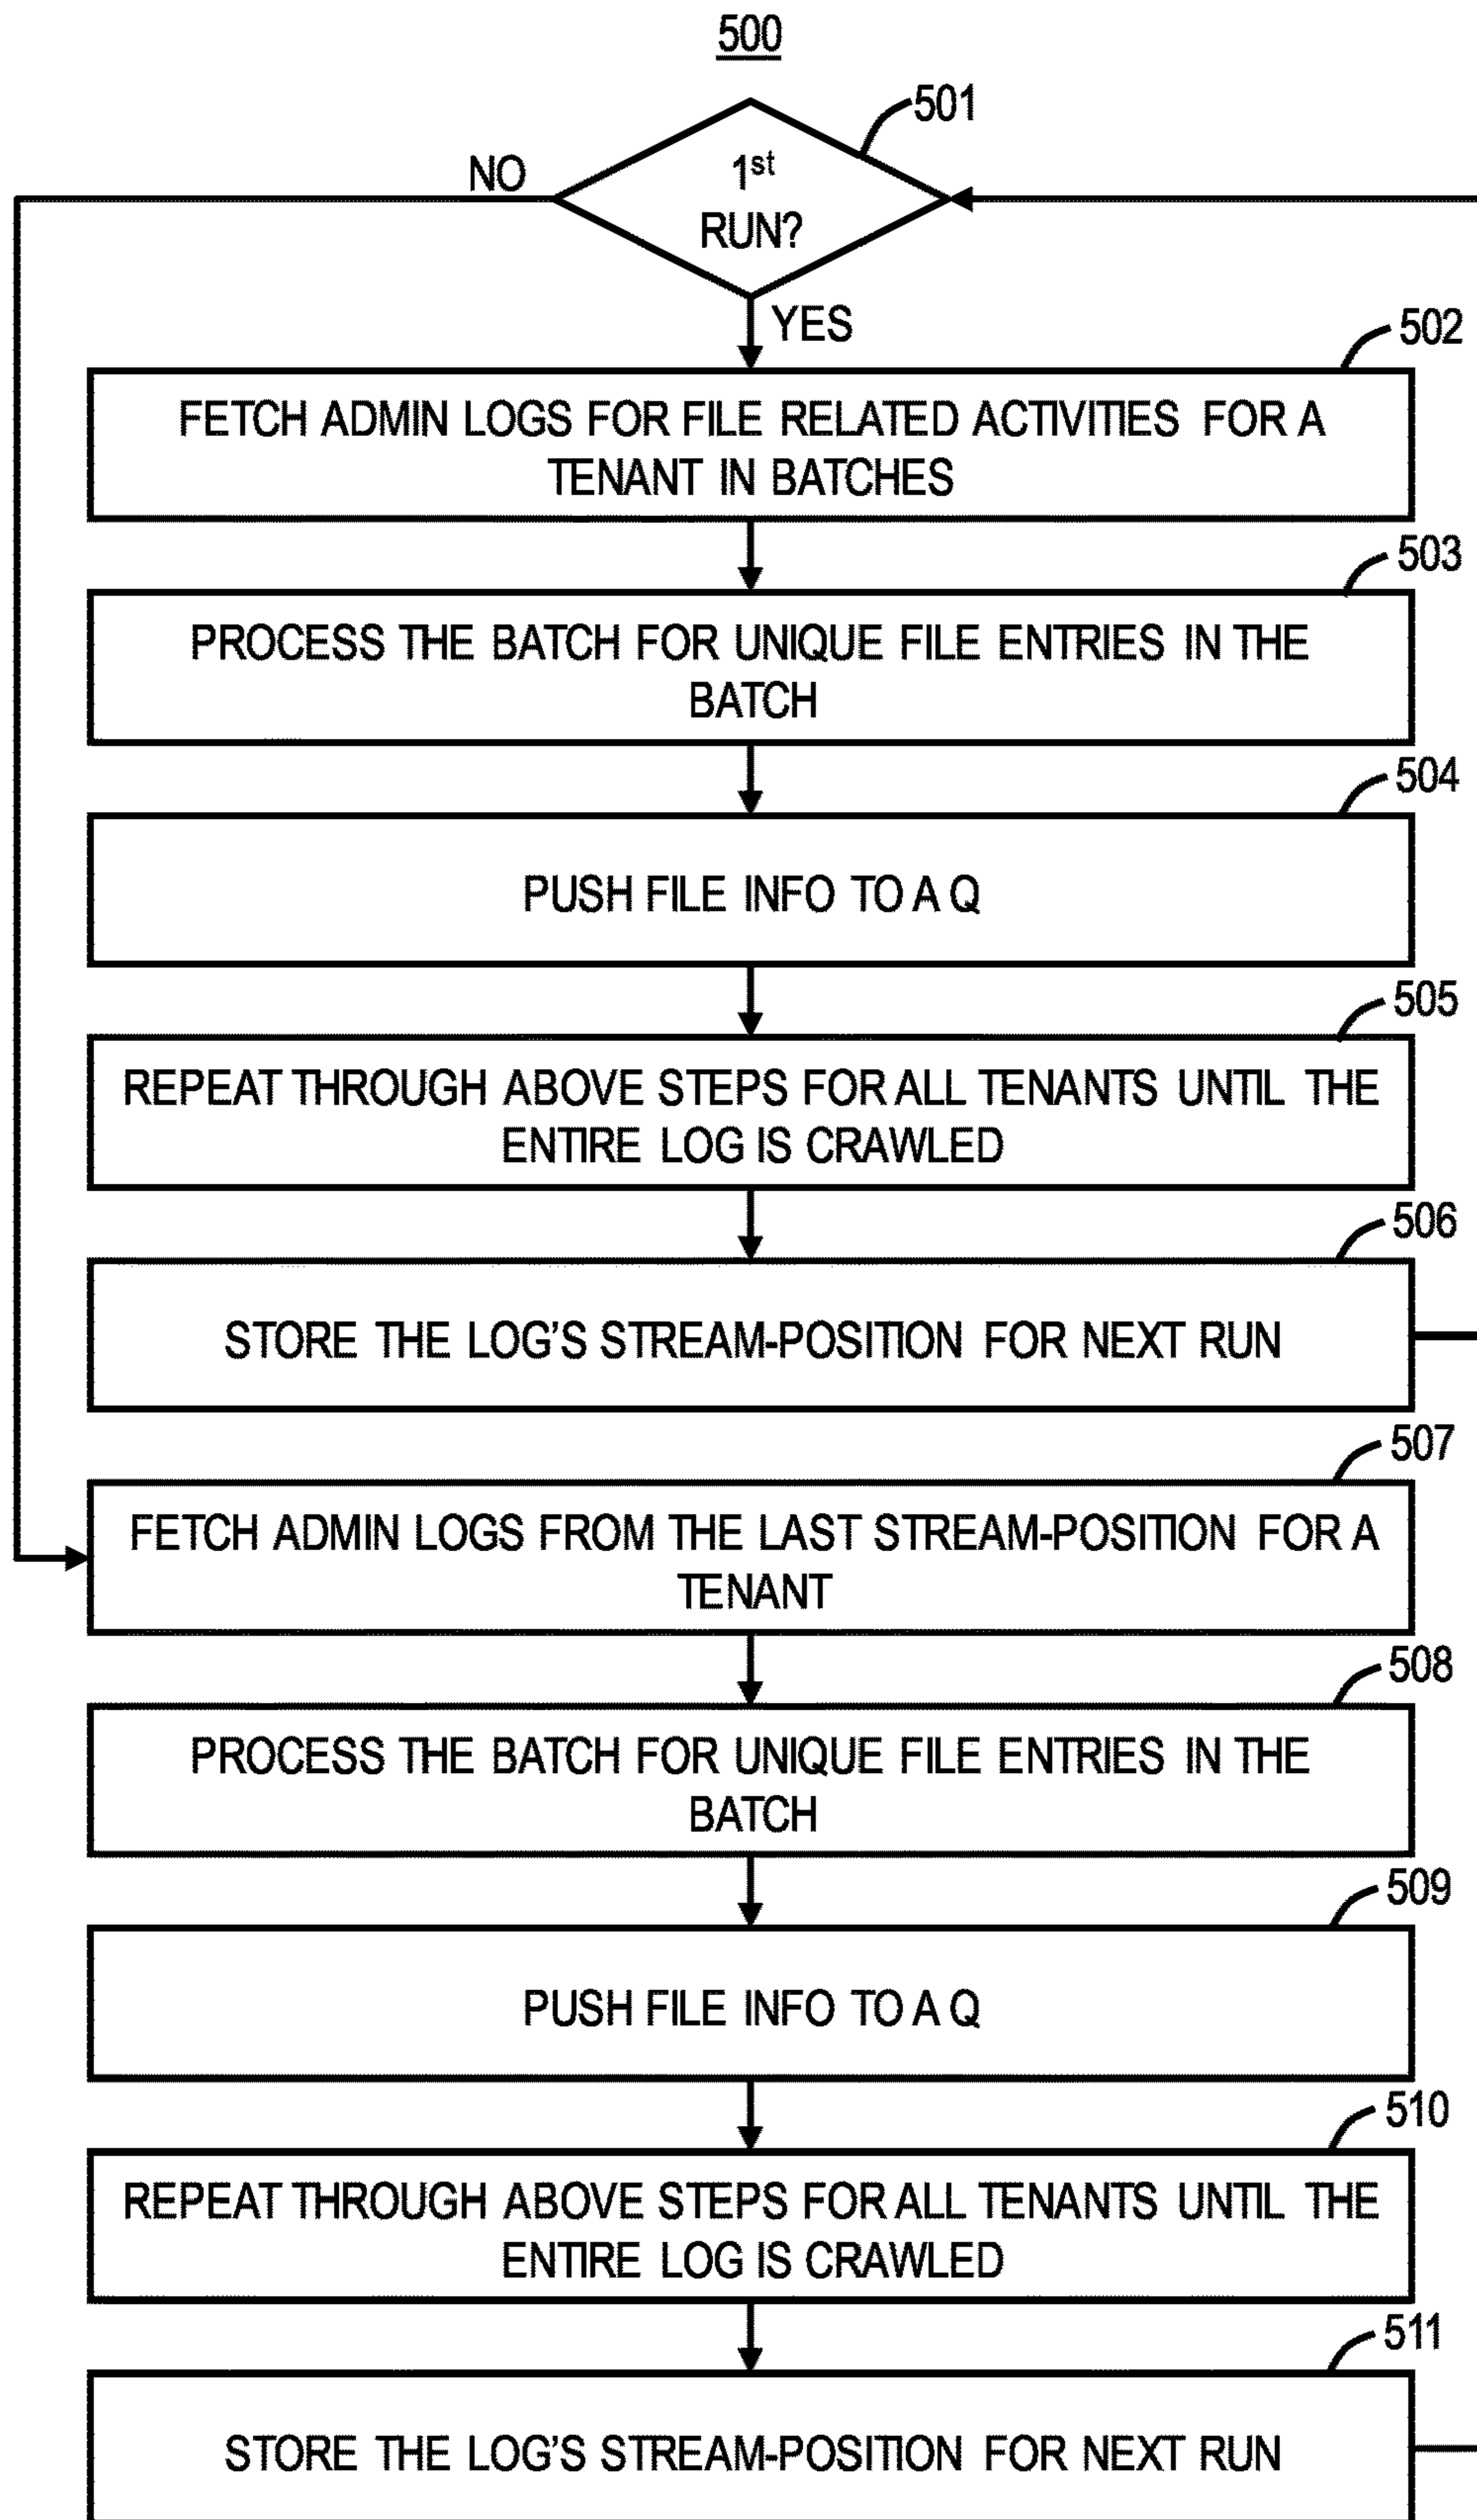 500
501
NO
1st
RUN?
YES
502
FETCH ADMIN LOGS FOR FILE RELATED ACTIVITIES FOR A
TENANT IN BATCHES
503
PROCESS THE BATCH FOR UNIQUE FILE ENTRIES IN THE
BATCH
504
PUSH FILE INFO TO A Q
505
REPEAT THROUGH ABOVE STEPS FOR ALL TENANTS UNTIL THE
ENTIRE LOG IS CRAWLED
506
STORE THE LOG'S STREAM-POSITION FOR NEXT RUN
507
FETCH ADMIN LOGS FROM THE LAST STREAM-POSITION FOR A
TENANT
508
PROCESS THE BATCH FOR UNIQUE FILE ENTRIES IN THE
BATCH
509
PUSH FILE INFO TO A Q
510
REPEAT THROUGH ABOVE STEPS FOR ALL TENANTS UNTIL THE
ENTIRE LOG IS CRAWLED
511
STORE THE LOG'S STREAM-POSITION FOR NEXT RUN